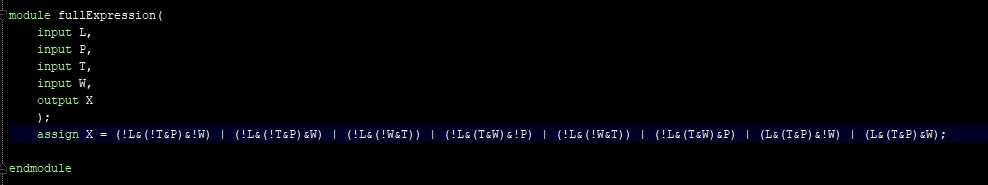 module fullExpression(
input L,
input P,
input T,
input W,
output X
);
assign X = (!L&(!T&P)&!W) | (!L&(!T&P)&W) | (!L&(!W&T)) | (!L&(T&W)&!P) | (!L&(!W&T)) | (!L&(T&W)&P) | (L&(T&P)&!W) | (L&(T&P)&W);
endmodule